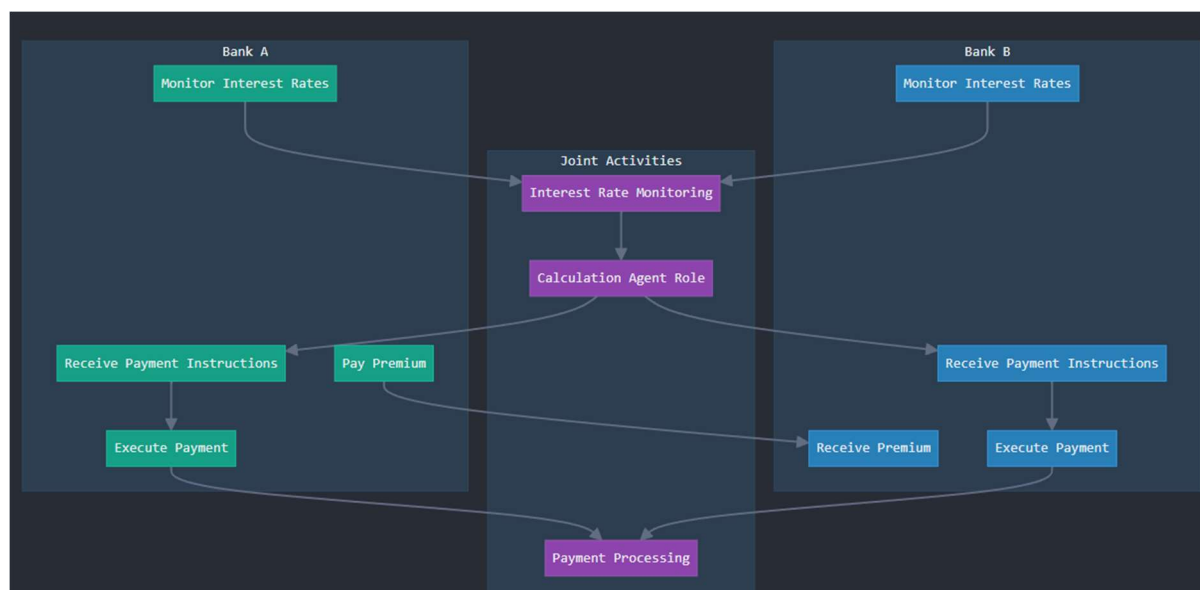 Bank A
Bank B
Monitor Interest Rates
Monitor Interest Rates
Joint Activities
Interest Rate Monitoring
Calculation Agent Role
Receive Payment Instructions
Pay Premium
Receive Payment Instructions
Execute Payment
Receive Premium
Execute Payment
Payment Processing